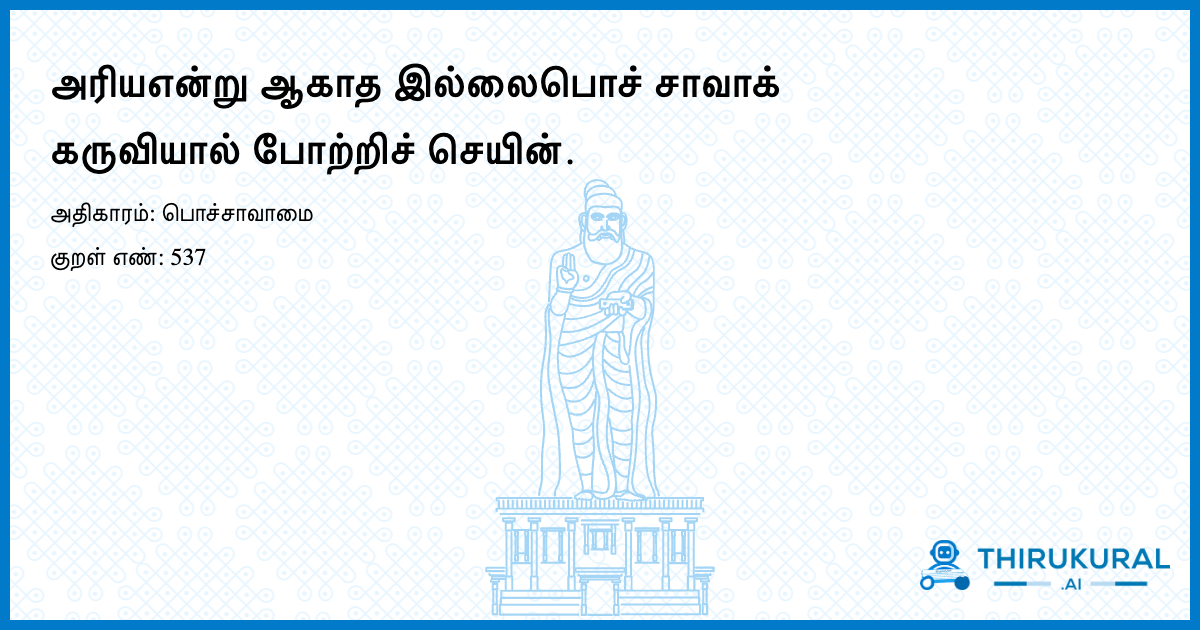 அரியஎன்று ஆகாத இல்லைபொச் சாவாக்
கருவியால் போற்றிச் செயின்.
அதிகாரம்: பொச்சாவாமை
குறள் எண்: 537
THIRUKURAL
.AI